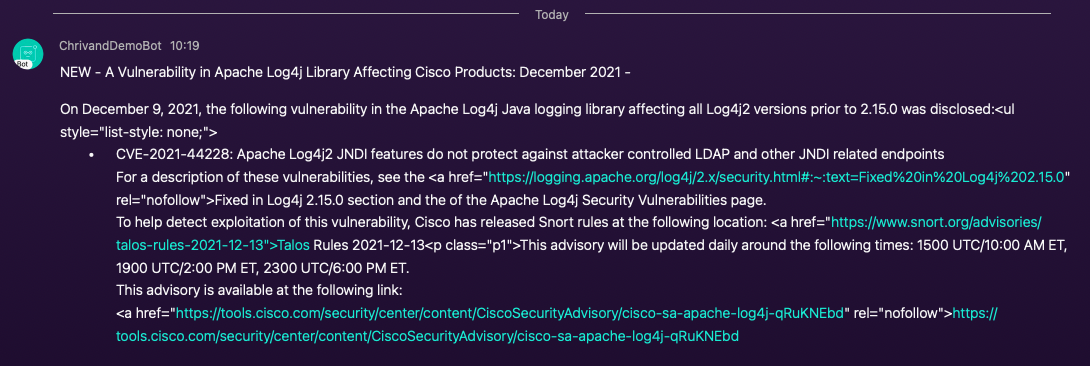 Today
ChrivandDemoBot 10:19
Bot
NEW - A Vulnerability in Apache Log4j Library Affecting Cisco Products: December 2021 -
On December 9, 2021, the following vulnerability in the Apache Log4j Java logging library affecting all Log4j2 versions prior to 2.15.0 was disclosed:<ul
style="list-style: none;">
• CVE-2021-44228: Apache Log4j2 JNDI features do not protect against attacker controlled LDAP and other JNDI related endpoints
For a description of these vulnerabilities, see the <a href="https://logging.apache.org/log4j/2.x/security.html#:~:text=Fixed%20in%20Log4j%202.15.0"
rel="nofollow">Fixed in Log4j 2.15.0 section and the of the Apache Log4j Security Vulnerabilities page.
To help detect exploitation of this vulnerability, Cisco has released Snort rules at the following location: <a href="https://www.snort.org/advisories/
talos-rules-2021-12-13">Talos Rules 2021-12-13<p class="p1">This advisory will be updated daily around the following times: 1500 UTC/10:00 AM ET,
1900 UTC/2:00 PM ET, 2300 UTC/6:00 PM ET.
This advisory is available at the following link:
<a href="https://tools.cisco.com/security/center/content/CiscoSecurityAdvisory/cisco-sa-apache-log4j-qRuKNEbd" rel="nofollow">https://
tools.cisco.com/security/center/content/CiscoSecurityAdvisory/cisco-sa-apache-log4j-qRuKNEbd